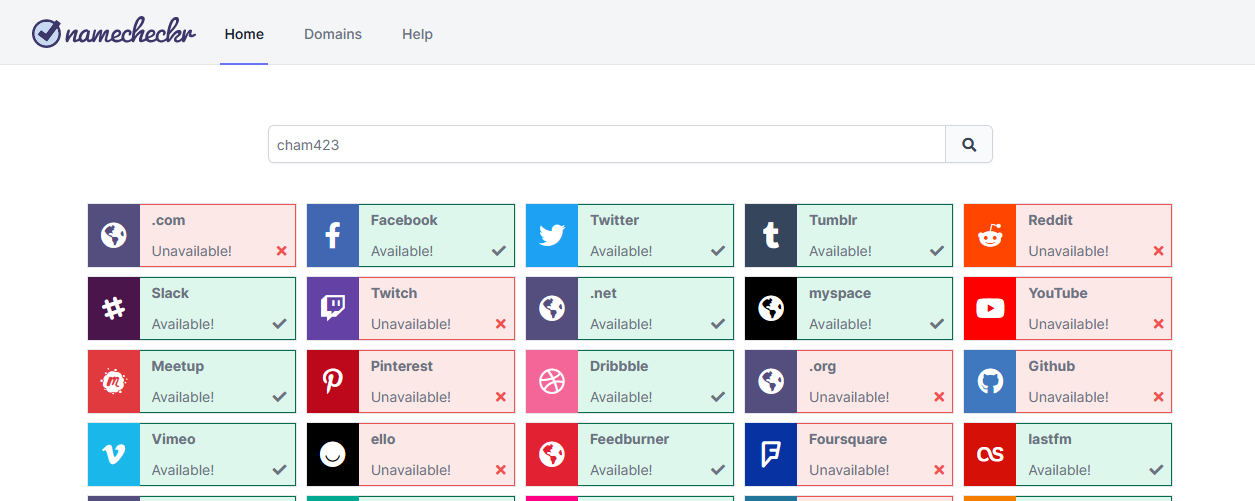 namecheckr Home Domains Help
cham423
.com Facebook Twitter Tumblr Reddit
Unavailable! Available! Available! Available! Unavailable!
Slack Twitch .net myspace YouTube
Available! Unavailable! Available! Available! Unavailable!
Meetup Pinterest Dribbble .org Github
Available! Unavailable! Available! Unavailable! Unavailable!
Vimeo ello Feedburner Foursquare lastfm
Available! Unavailable! Available! Unavailable! Available!